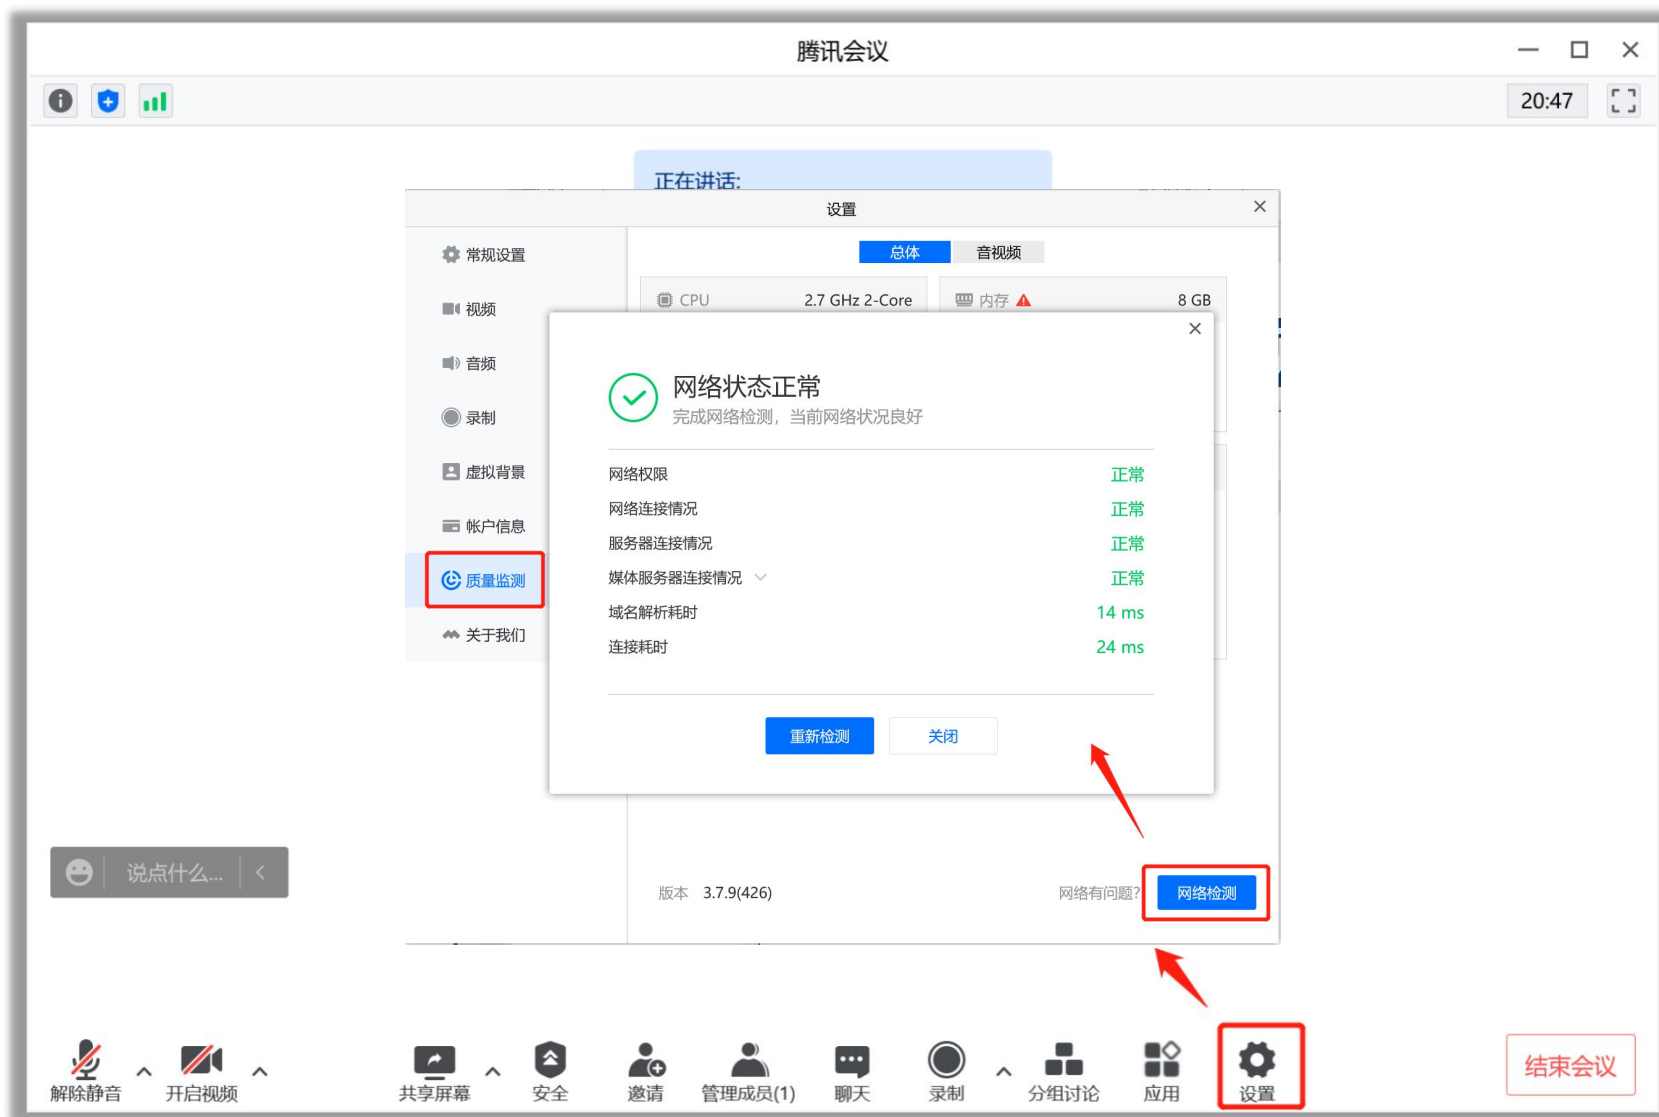 腾讯会议
20:47
正在讲话:
设置
常规设置
视频
音频
录制
虚拟背景
帐户信息
质量监测
关于我们
总体 音视频
CPU 2.7 GHz 2-Core
内存 8 GB
网络状态正常
完成网络检测，当前网络状况良好
网络权限 正常
网络连接情况 正常
服务器连接情况 正常
媒体服务器连接情况 正常
域名解析耗时 14 ms
连接耗时 24 ms
重新检测 关闭
版本 3.7.9(426)
网络有问题? 网络检测
说点什么...
解除静音 开启视频 共享屏幕 安全 邀请 管理成员(1) 聊天 录制 分组讨论 应用 设置
结束会议